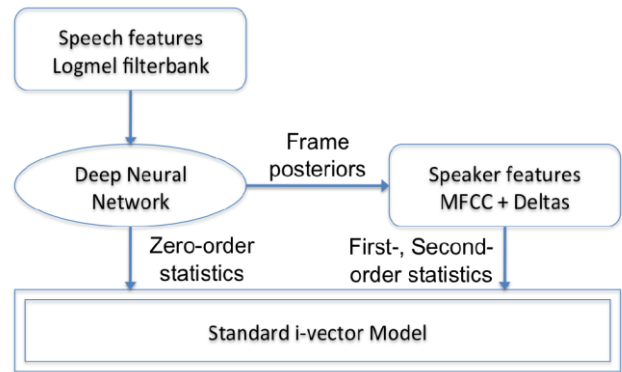 Speech features
Logmel filterbank
Frame
posteriors
Deep Neural
Network
Speaker features
MFCC + Deltas
Zero-order
statistics
First-, Second-
order statistics
Standard i-vector Model